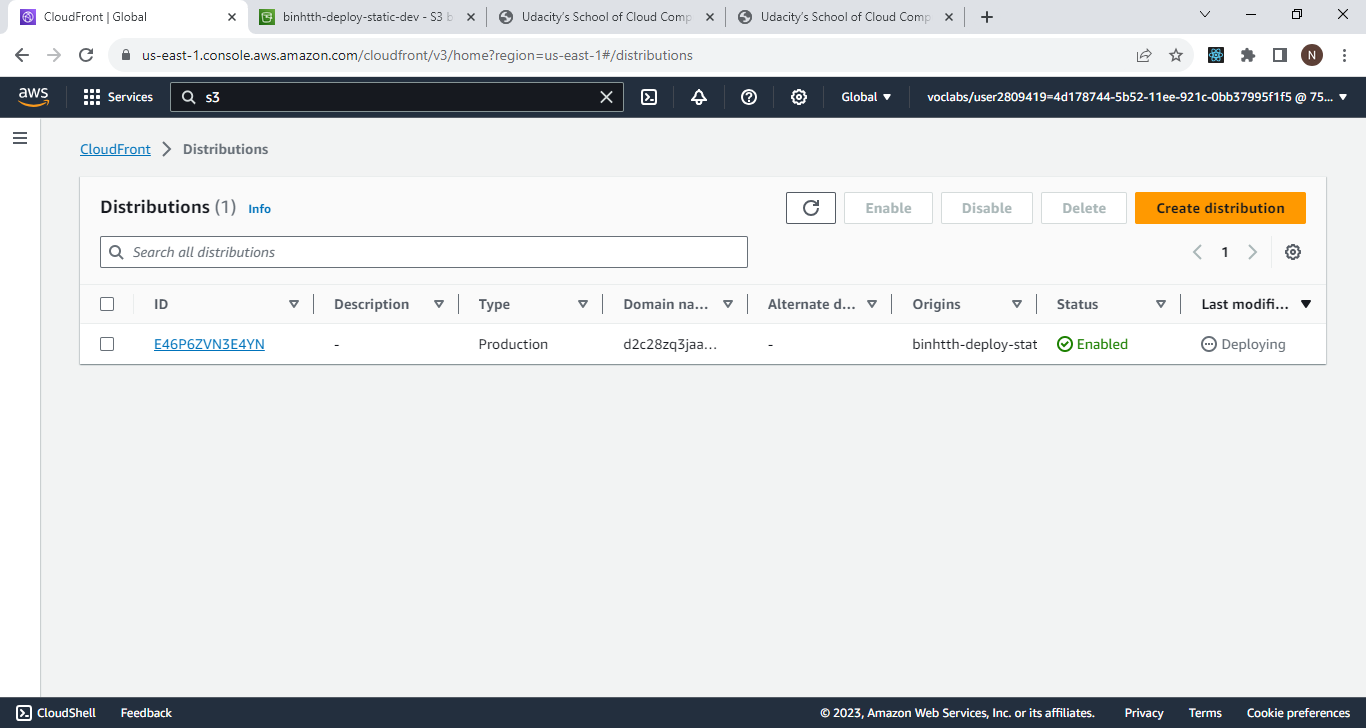 CloudFront | Global
binhtth-deploy-static-dev - S3 b
Udacity's School of Cloud Comp
Udacity's School of Cloud Comp
us-east-1.console.aws.amazon.com/cloudfront/v3/home?region=us-east-1#/distributions
N
aws
Services
s3
Global
voclabs/user2809419=4d178744-5b52-11ee-921c-0bb37995f1f5 @ 75...
CloudFront > Distributions
Distributions (1) Info
Enable
Disable
Delete
Create distribution
Search all distributions
1
ID Description Type Domain na... Alternate d... Origins Status Last modifi...
E46P6ZVN3E4YN - Production d2c28zq3jaa... - binhtth-deploy-stat Enabled Deploying
CloudShell Feedback © 2023, Amazon Web Services, Inc. or its affiliates. Privacy Terms Cookie preferences